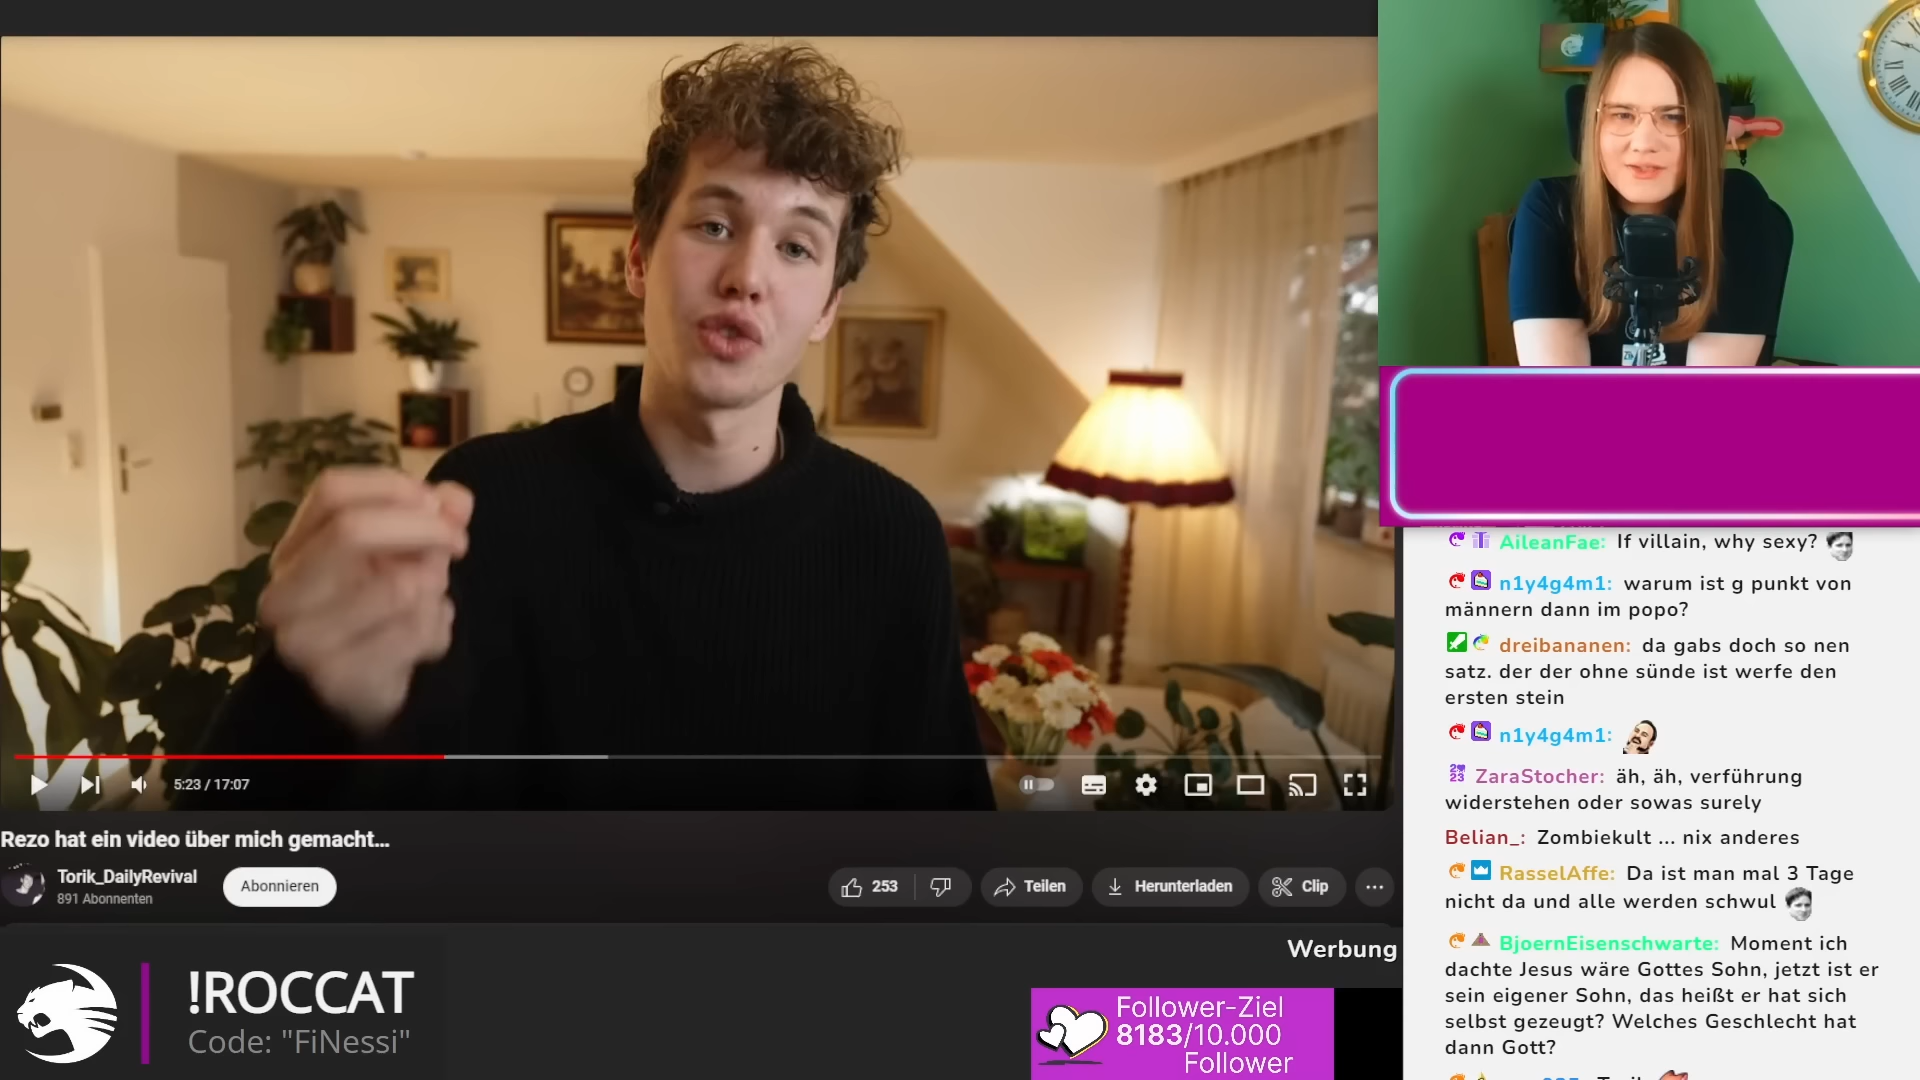 5:23 / 17:07
Rezo hat ein video über mich gemacht...
Torik_DailyRevival
891 Abonnenten
Abonnieren
253
Teilen
Herunterladen
Clip
Werbung
!ROCCAT
Code: "FiNessi"
Follower-Ziel
8183/10.000
Follower
AileanFae: If villain, why sexy?
n1y4g4m1: warum ist g punkt von
männern dann im popo?
dreibananen: da gabs doch so nen
satz. der der ohne sünde ist werfe den
ersten stein
n1y4g4m1:
ZaraStocher: äh, äh, verführung
widerstehen oder sowas surely
Belian_: Zombiekult ... nix anderes
RasselAffe: Da ist man mal 3 Tage
nicht da und alle werden schwul
BjoernEisenschwarte: Moment ich
dachte Jesus wäre Gottes Sohn, jetzt ist er
sein eigener Sohn, das heißt er hat sich
selbst gezeugt? Welches Geschlecht hat
dann Gott?